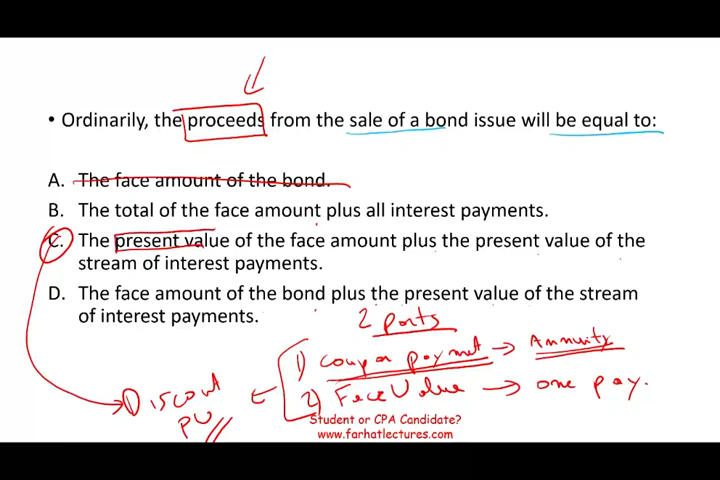 • Ordinarily, the proceeds from the sale of a bond issue will be equal to:
A. The face amount of the bond.
B. The total of the face amount plus all interest payments.
C. The present value of the face amount plus the present value of the
stream of interest payments.
D. The face amount of the bond plus the present value of the stream
of interest payments.
2 parts
1) coupon payment → Annuity
2) Face Value → one pay.
Discount
PV
Student or CPA Candidate?
www.farhatlectures.com